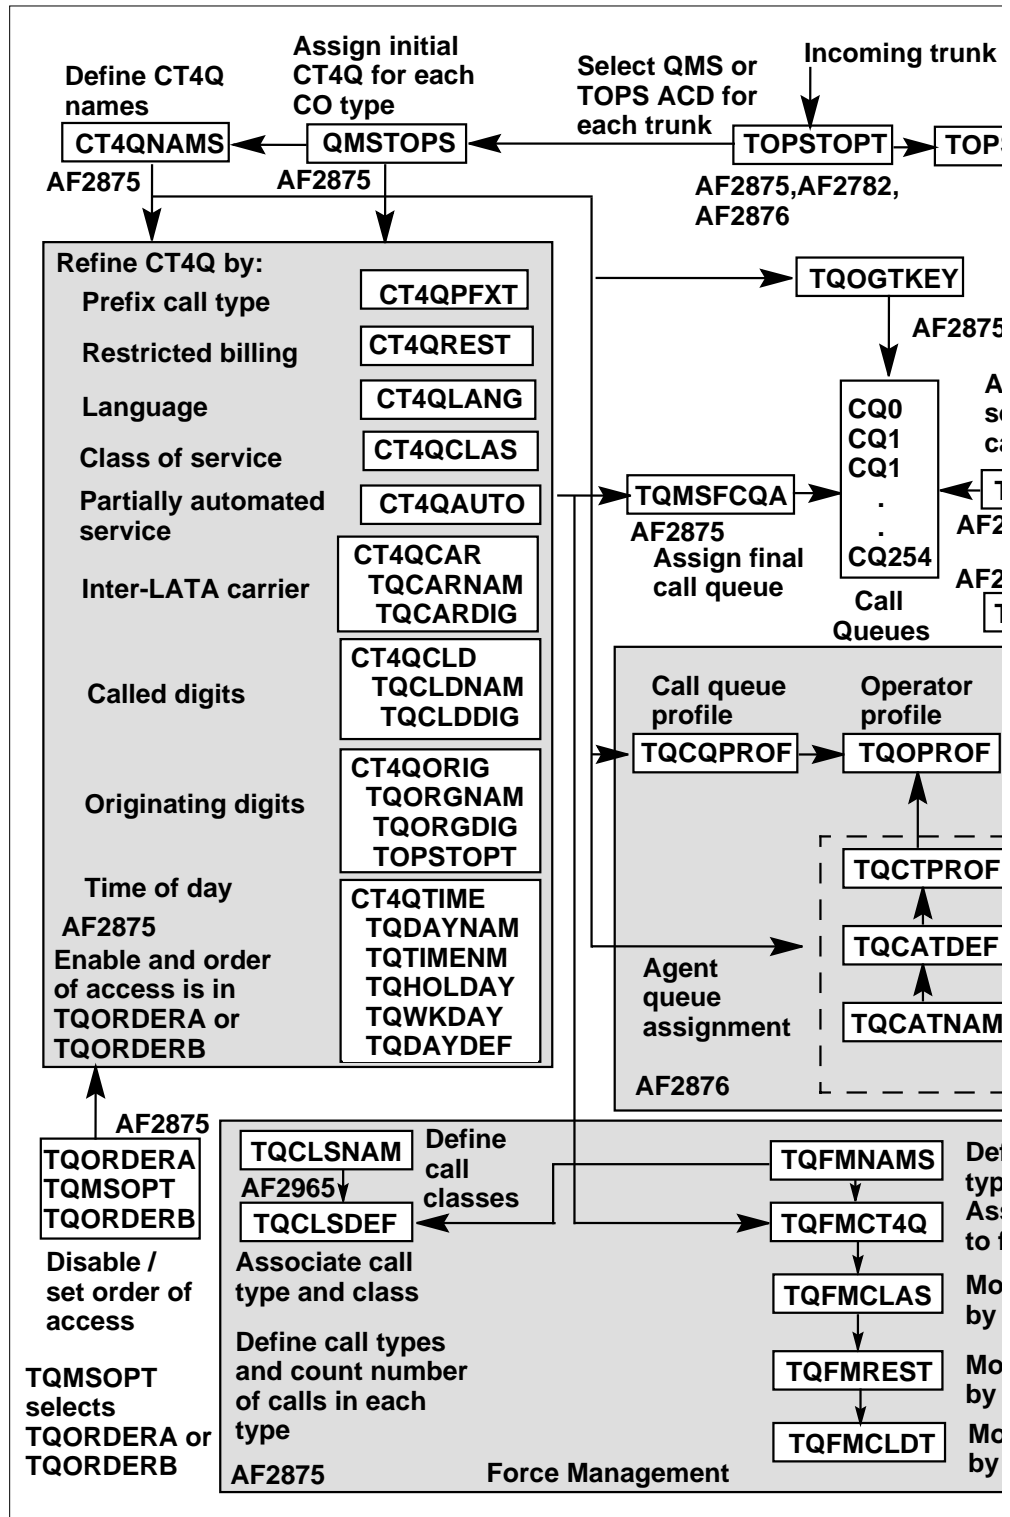 Define CT4Q
names
Assign initial
CT4Q for each
CO type
Select QMS or
TOPS ACD for
each trunk
Incoming trunk
CT4QNAMS
QMSTOPS
TOPSTOPT
AF2875
AF2875
AF2875,AF2782,
AF2876
Refine CT4Q by:
Prefix call type
CT4QPFXT
Restricted billing
CT4QREST
Language
CT4QLANG
Class of service
CT4QCLAS
Partially automated
service
CT4QAUTO
Inter-LATA carrier
CT4QCAR
TQCARNAM
TQCARDIG
Called digits
CT4QCLD
TQCLDNAM
TQCLDDIG
Originating digits
CT4QORIG
TQORGNAM
TQORGDIG
TOPSTOPT
Time of day
CT4QTIME
TQDAYNAM
TQTIMENM
TQHOLDAY
TQWKDAY
TQDAYDEF
AF2875
Enable and order
of access is in
TQORDERA or
TQORDERB
TQOGTKEY
AF2875
CQ0
CQ1
CQ1
.
.
CQ254
Call
Queues
TQMSFCQA
AF2875
Assign final
call queue
Call queue
profile
Operator
profile
TQCQPROF
TQOPROF
TQCTPROF
TQCATDEF
TQCATNAM
Agent
queue
assignment
AF2876
AF2875
TQORDERA
TQMSOPT
TQORDERB
Disable /
set order of
access
TQMSOPT
selects
TQORDERA or
TQORDERB
TQCLSNAM
Define
call
classes
AF2965
TQCLSDEF
Associate call
type and class
Define call types
and count number
of calls in each
type
AF2875
Force Management
TQFMNAMS
TQFMCT4Q
to
TQFMCLAS
by
TQFMREST
by
TQFMCLDT
by